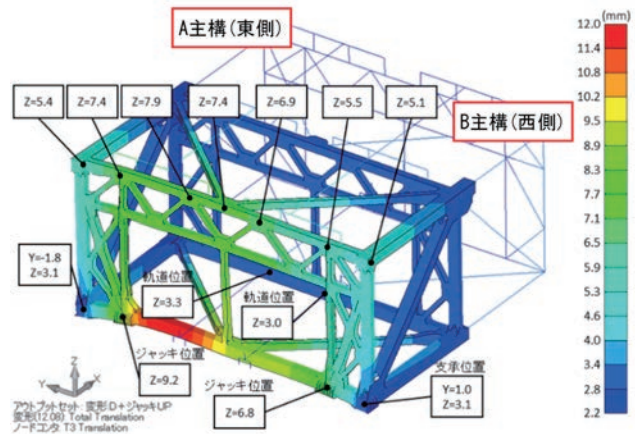 (mm)
A主構(東側)
B主構(西側)
Z=5.4
Z=7.4
Z=7.9
Z=7.4
Z=6.9
Z=5.5
Z=5.1
Y=-1.8
Z=3.1
軌道位置
Z=3.3
軌道位置
Z=3.0
ジャッキ位置
Z=9.2
ジャッキ位置
Z=6.8
支承位置
Y=1.0
Z=3.1
Z
Y
X
アウトプットセット: 変形:D+ジャッキUP
変形(12.08): Total Translation
ノードコンタ: T3 Translation
12.0
11.4
10.8
10.2
9.5
8.9
8.3
7.7
7.1
6.5
5.9
5.3
4.6
4.0
3.4
2.8
2.2